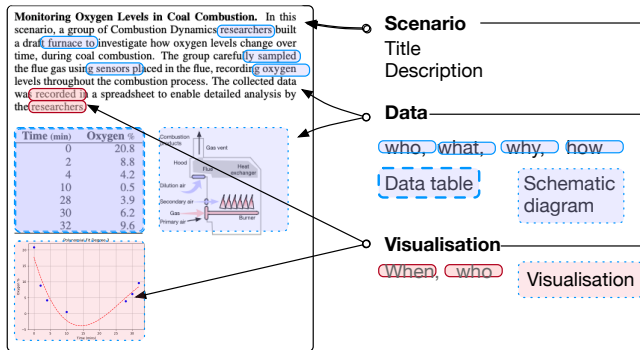 Monitoring Oxygen Levels in Coal Combustion. In this
scenario, a group of Combustion Dynamics researchers built
a draft furnace to investigate how oxygen levels change over
time, during coal combustion. The group carefully sampled
the flue gas using sensors placed in the flue, recording oxygen
levels throughout the combustion process. The collected data
was recorded in a spreadsheet to enable detailed analysis by
the researchers
Time (min) Oxygen %
0 20.8
2 8.8
4 4.2
10 0.5
28 3.9
30 6.2
32 9.6
Combustion
products
Gas vent
Hood
Flue
Heat
exchanger
Dilution air
Secondary air
Gas
Primary air
Burner
Scenario
Title
Description
Data
who, what, why, how
Data table
Schematic
diagram
Visualisation
When, who
Visualisation